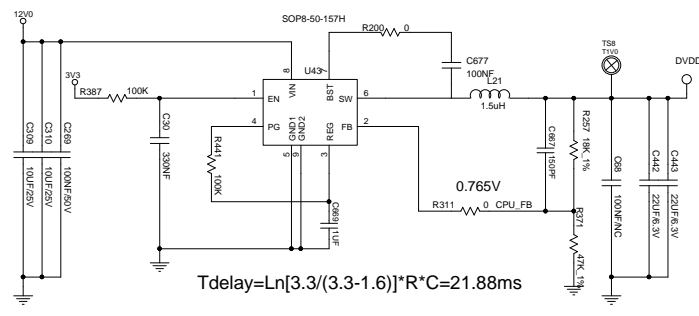 SOP8-50-157H
12V0
R200
0
TS8
T1V0
DVDD
C677
100NF
L21
1.5uH
3V3
R387
100K
U43
8
7
VIN
BST
1
EN
SW
6
4
PG
FB
2
GND1
GND2
REG
5
9
3
C309
10UF/25V
C310
10UF/25V
C269
100NF/50V
C30
330NF
R441
100K
C669
1UF
0.765V
R311
0
CPU_FB
C667
150PF
R257
18K_1%
R371
47K_1%
C68
100NF/NC
C442
22UF/6.3V
C443
22UF/6.3V
Tdelay=Ln[3.3/(3.3-1.6)]*R*C=21.88ms